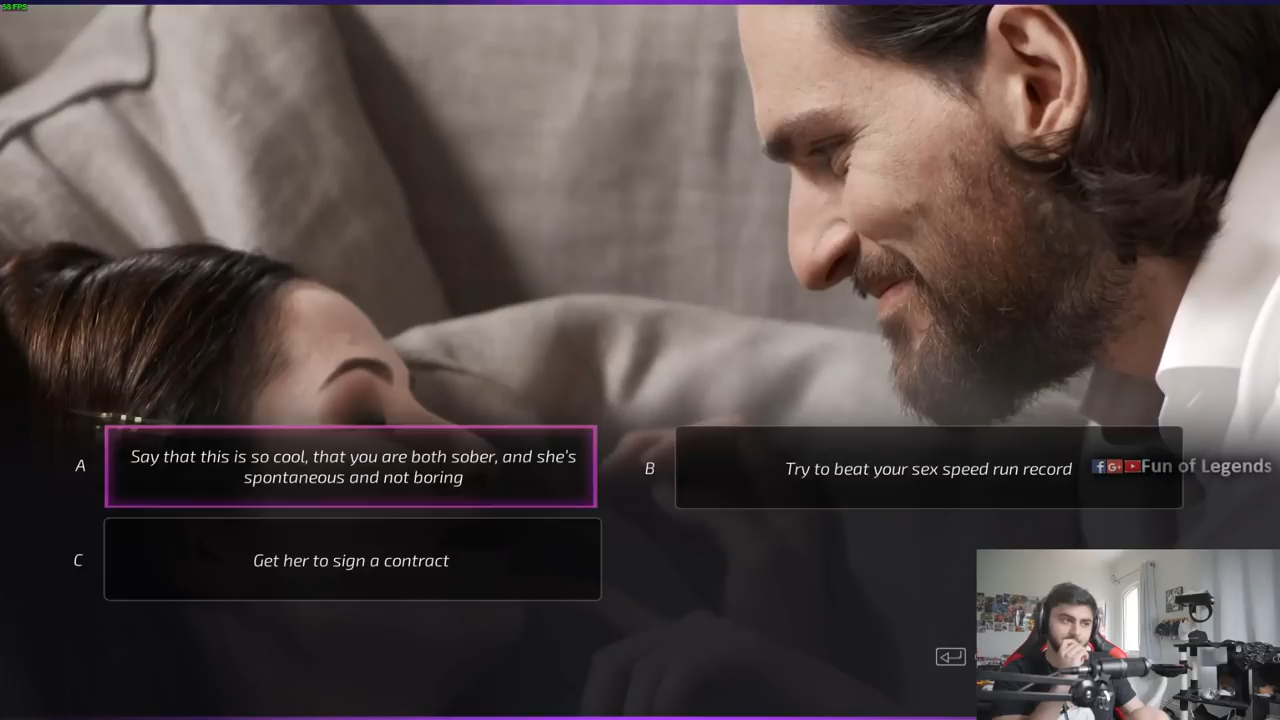 58 FPS
A
Say that this is so cool, that you are both sober, and she's
spontaneous and not boring
B
Try to beat your sex speed run record
Fun of Legends
C
Get her to sign a contract